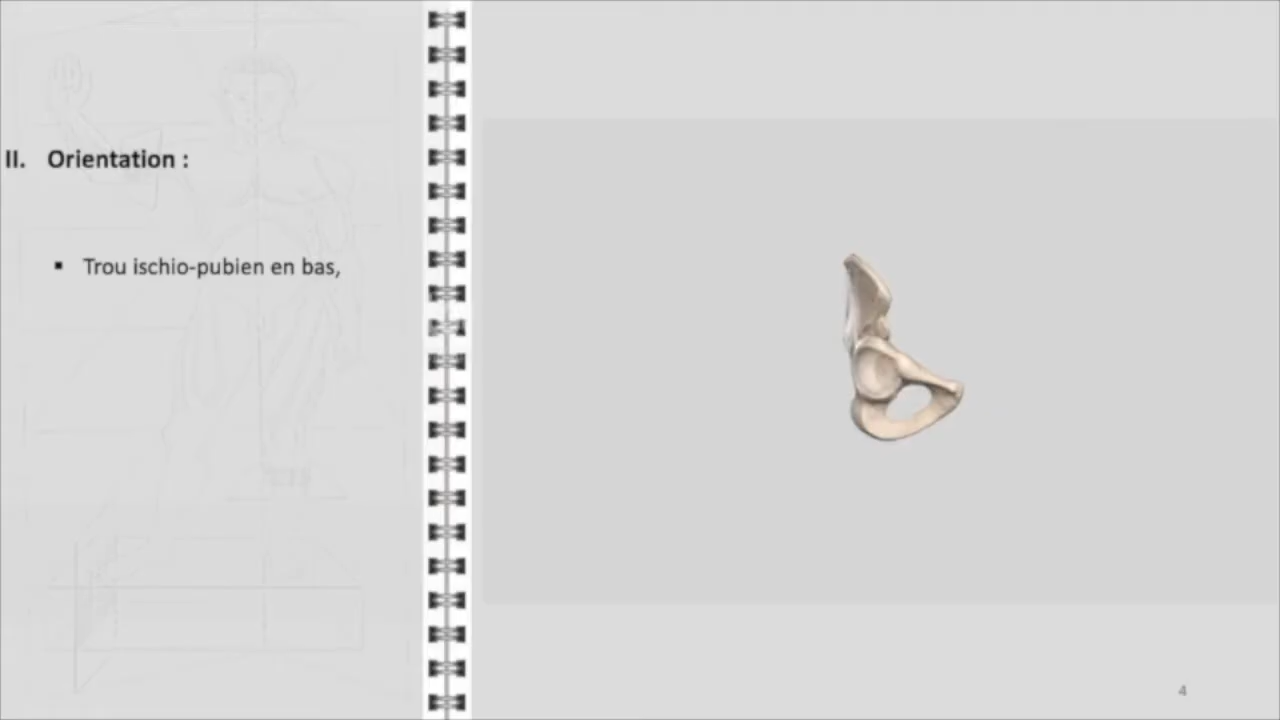 II. Orientation :
▪ Trou ischio-pubien en bas,
4